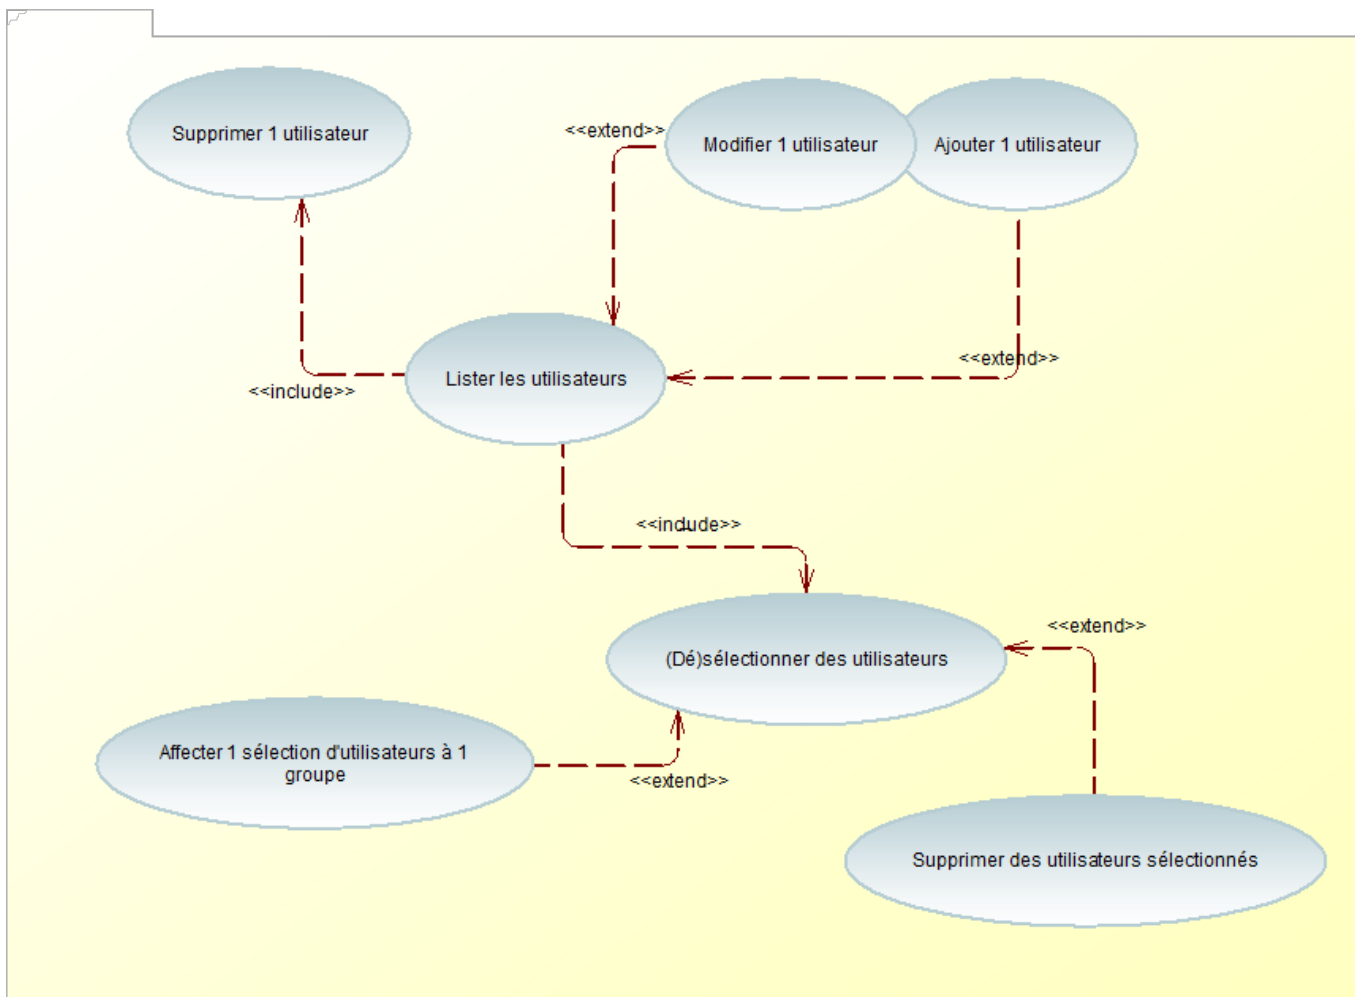 Supprimer 1 utilisateur
<<extend>>
Modifier 1 utilisateur
Ajouter 1 utilisateur
<<extend>>
Lister les utilisateurs
<<include>>
<<include>>
<<extend>>
(Dé)sélectionner des utilisateurs
Affecter 1 sélection d'utilisateurs à 1
groupe
<<extend>>
Supprimer des utilisateurs sélectionnés